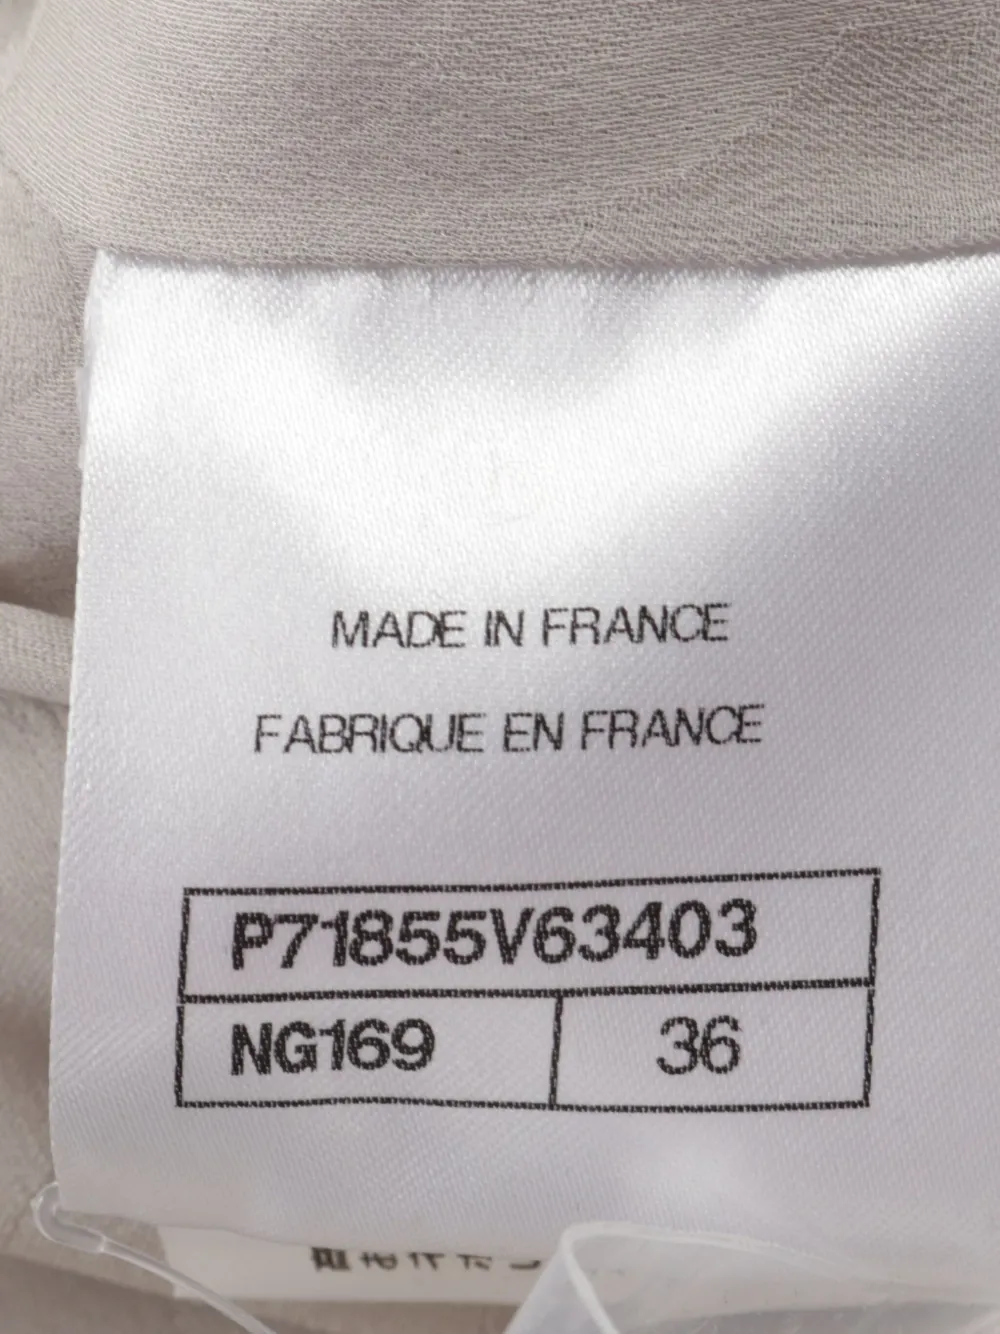 MADE IN FRANCE
FABRIQUE EN FRANCE
P71855V63403
NG169
36